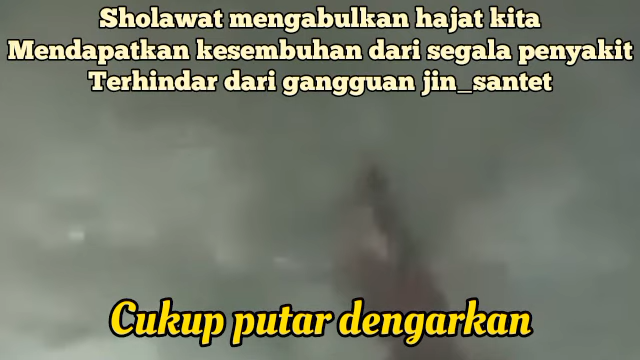 Sholawat mengabulkan hajat kita
Mendapatkan kesembuhan dari segala penyakit
Terhindar dari gangguan jin_santet
Cukup putar dengarkan